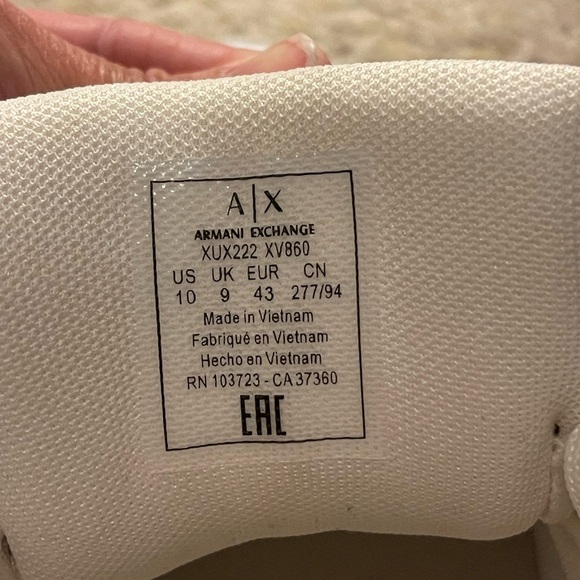 A|X
ARMANI EXCHANGE
XUX222 XV860
US UK EUR CN
10 9 43 277/94
Made in Vietnam
Fabriqué en Vietnam
Hecho en Vietnam
RN 103723 - CA 37360
EAC